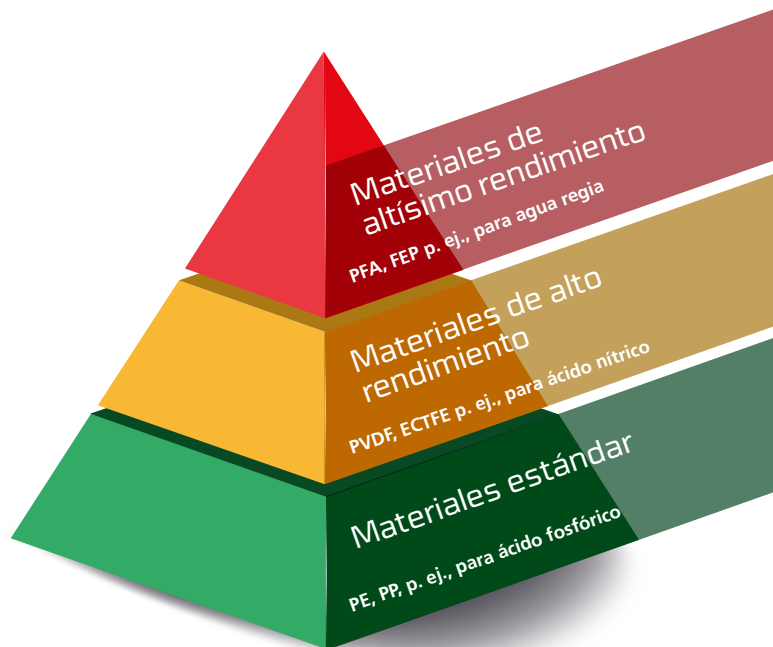 Materiales de
altísimo rendimiento
PFA, FEP p. ej., para agua regia
Materiales de alto
rendimiento
PVDF, ECTFE p. ej., para ácido nítrico
Materiales estándar
PE, PP, p. ej., para ácido fosfórico